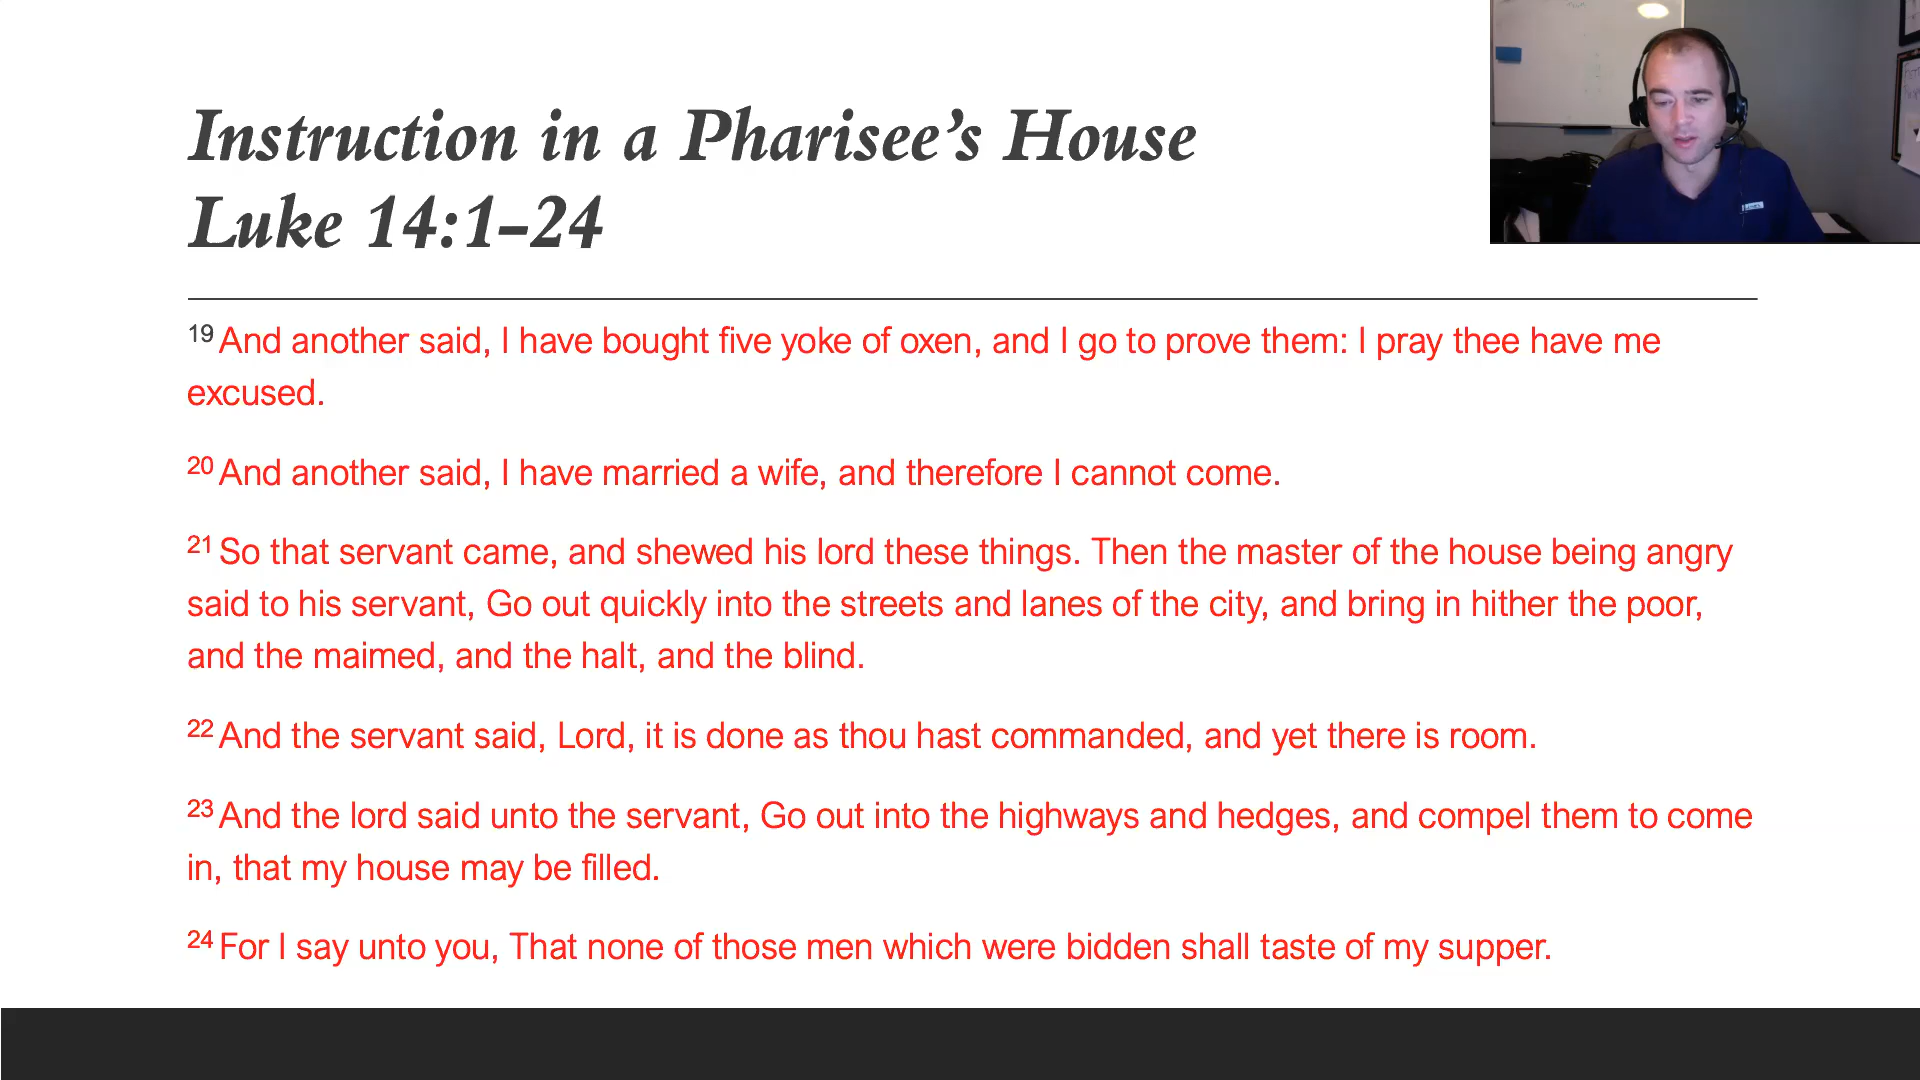 Instruction in a Pharisee’s House
Luke 14:1–24
19 And another said, I have bought five yoke of oxen, and I go to prove them: I pray thee have me
excused.
20 And another said, I have married a wife, and therefore I cannot come.
21 So that servant came, and shewed his lord these things. Then the master of the house being angry
said to his servant, Go out quickly into the streets and lanes of the city, and bring in hither the poor,
and the maimed, and the halt, and the blind.
22 And the servant said, Lord, it is done as thou hast commanded, and yet there is room.
23 And the lord said unto the servant, Go out into the highways and hedges, and compel them to come
in, that my house may be filled.
24 For I say unto you, That none of those men which were bidden shall taste of my supper.